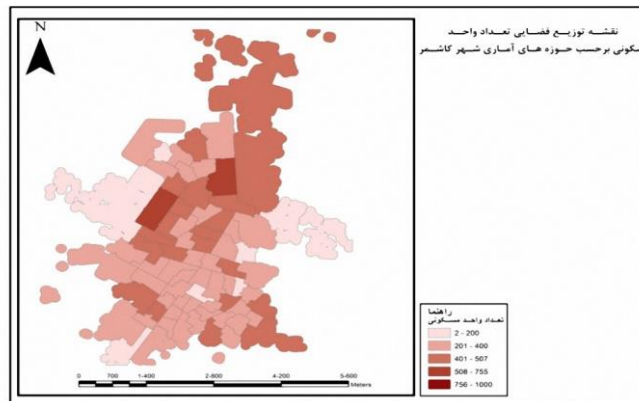 نقشه توزیع فضایی تعداد واحد
سکونی برحسب حوزه های آماری شهر کاشمر
N
راهنما
تعداد واحد مسکونی
2 - 200
201 - 400
401 - 507
508 - 755
756 - 1000
0 700 1·400 2·800 4·200 5·600
Meters